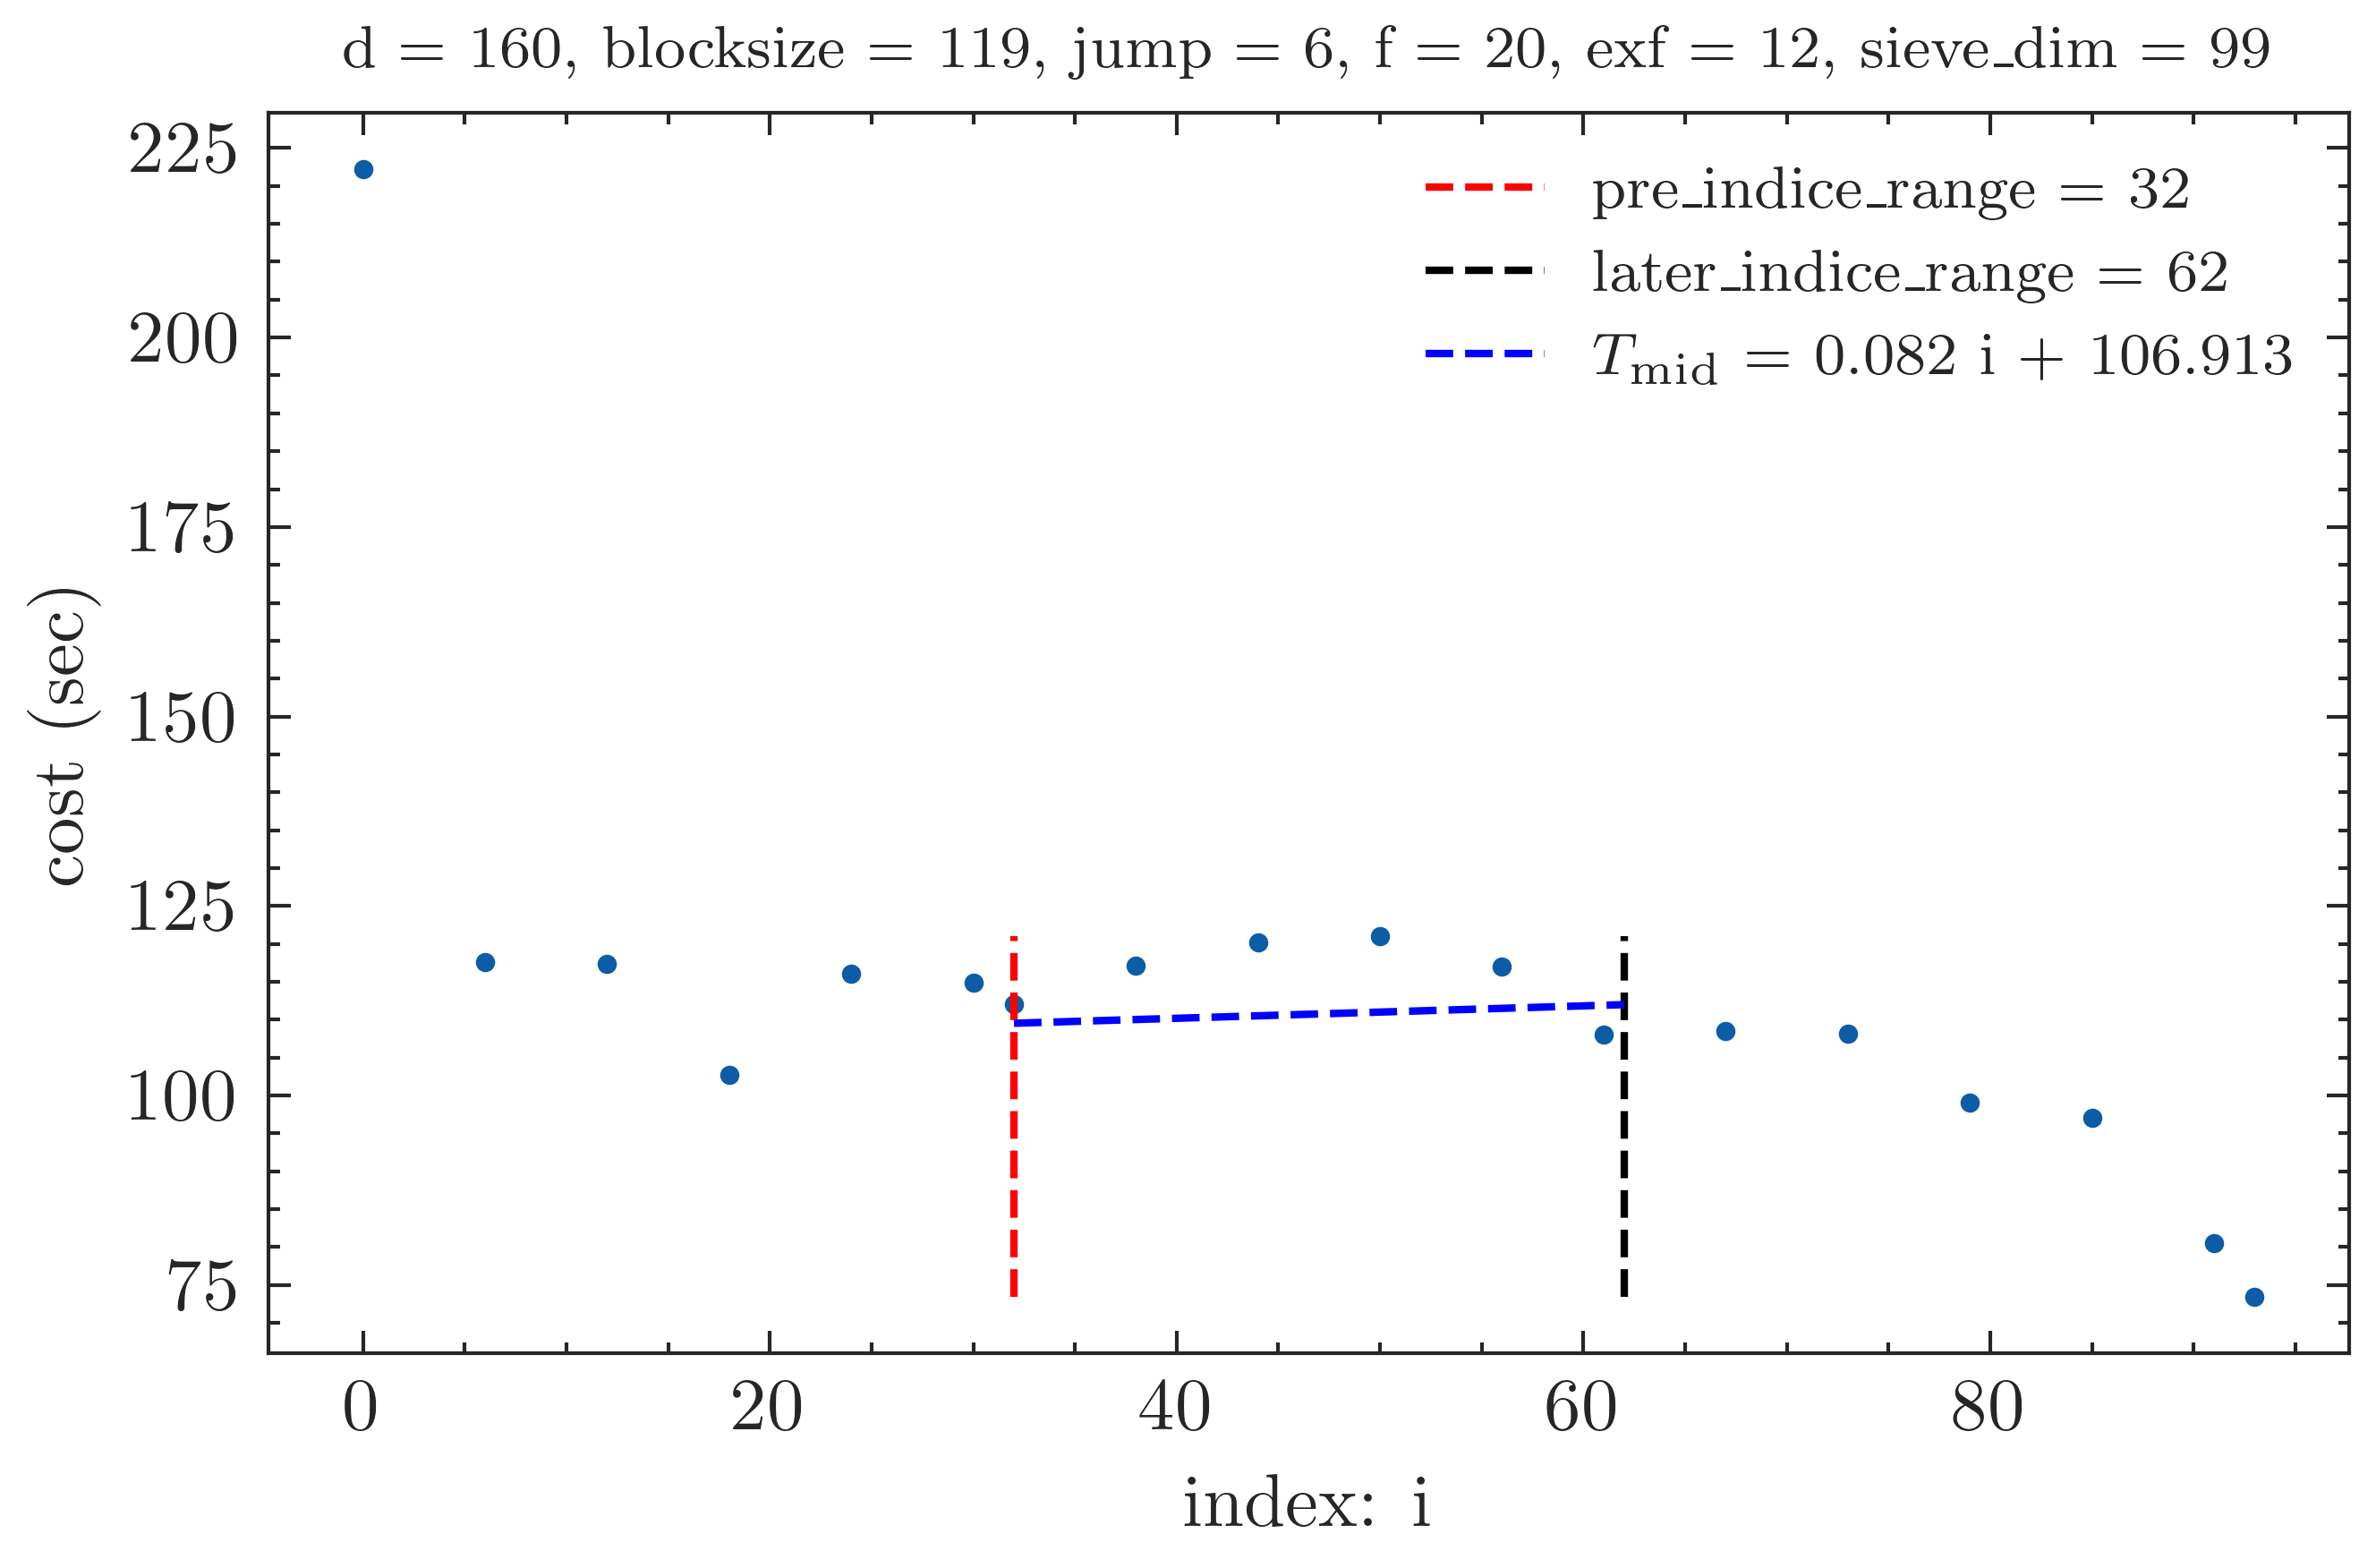 d = 160, blocksize = 119, jump = 6, f = 20, exf = 12, sieve_dim = 99
225
200
175
150
125
100
75
cost (sec)
pre_indice_range = 32
later_indice_range = 62
T_mid = 0.082 i + 106.913
0 20 40 60 80
index: i